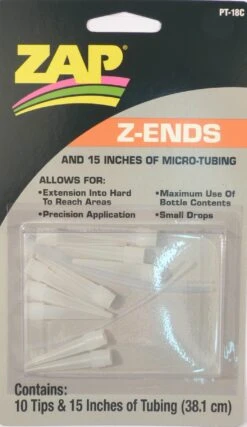 PT-18C
ZAP
Z-ENDS
AND 15 INCHES OF MICRO-TUBING
ALLOWS FOR:
•Extension Into Hard
To Reach Areas
•Precision Application
•Maximum Use Of
Bottle Contents
•Small Drops
Contains:
10 Tips & 15 Inches of Tubing (38.1 cm)